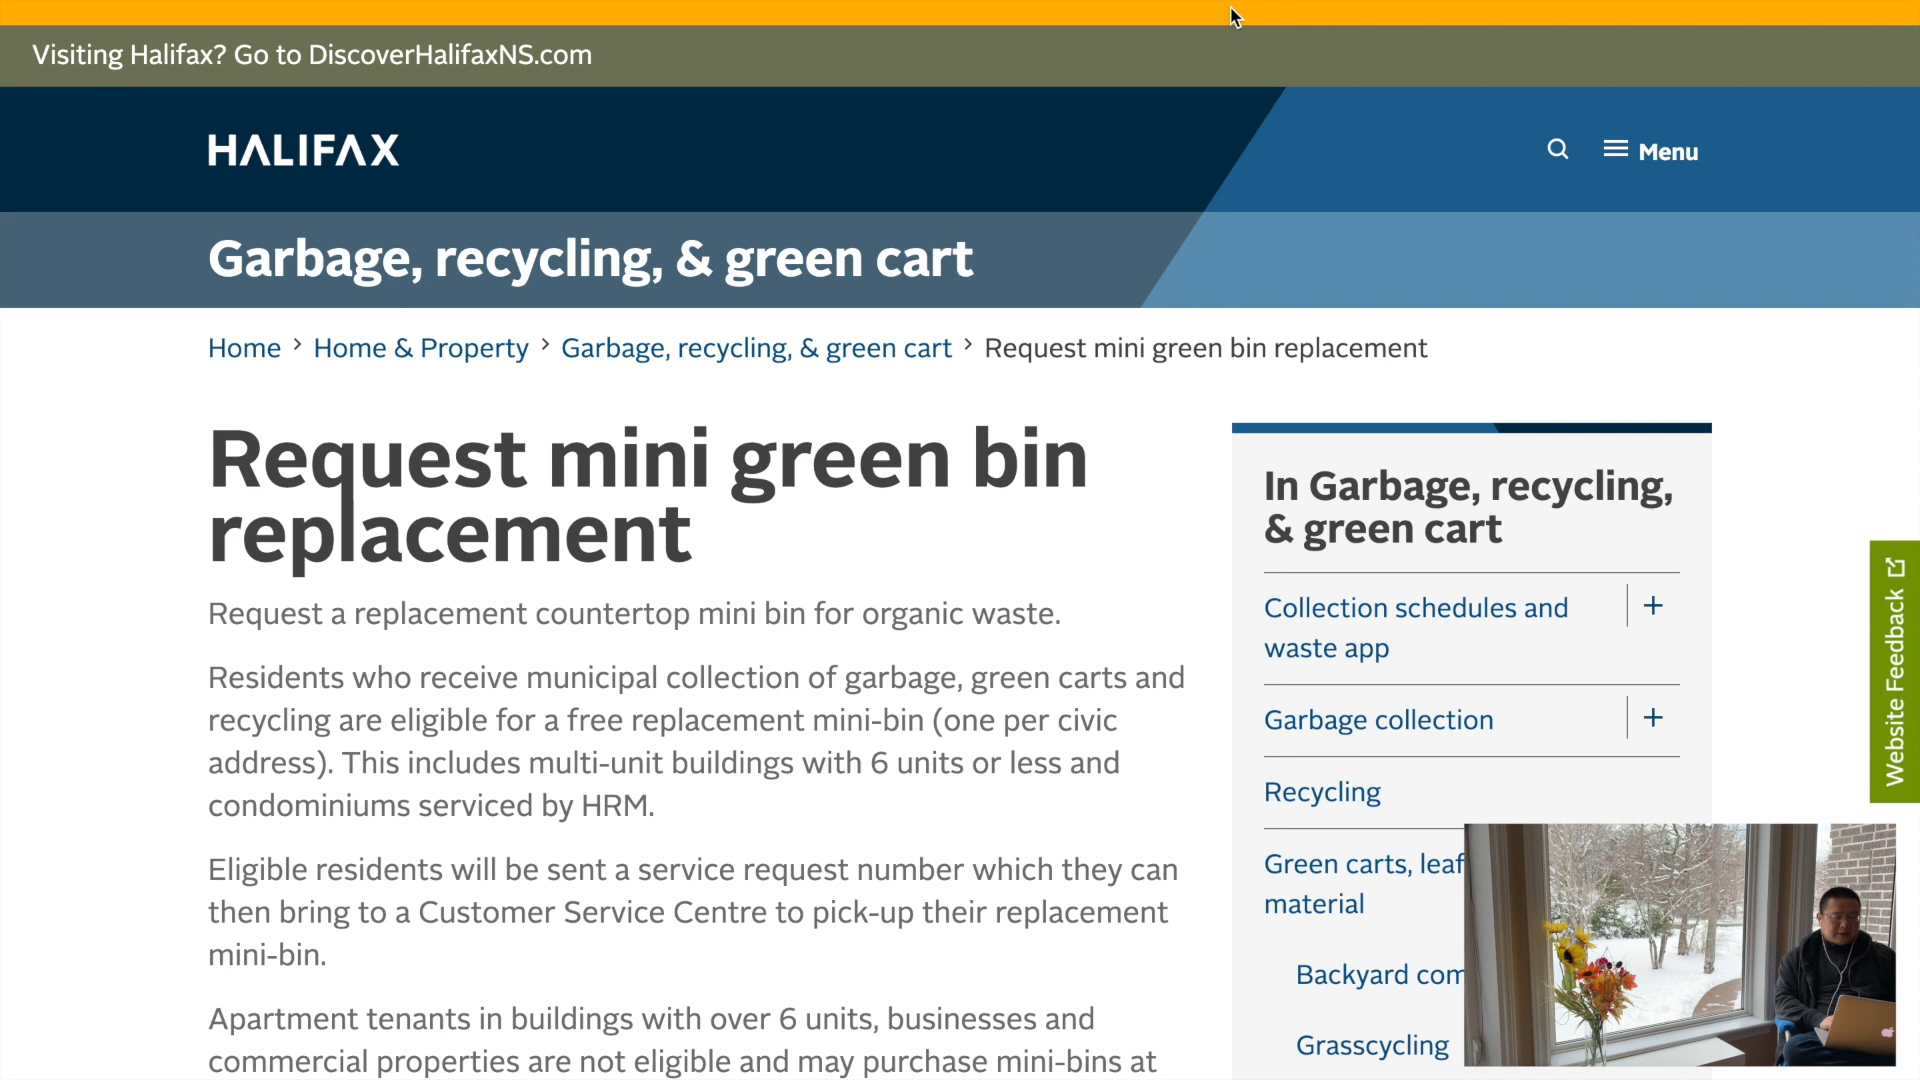 Visiting Halifax? Go to DiscoverHalifaxNS.com
HALIFAX
Menu
Garbage, recycling, & green cart
Home > Home & Property > Garbage, recycling, & green cart > Request mini green bin replacement
Request mini green bin
replacement
Request a replacement countertop mini bin for organic waste.
Residents who receive municipal collection of garbage, green carts and
recycling are eligible for a free replacement mini-bin (one per civic
address). This includes multi-unit buildings with 6 units or less and
condominiums serviced by HRM.
Eligible residents will be sent a service request number which they can
then bring to a Customer Service Centre to pick-up their replacement
mini-bin.
Apartment tenants in buildings with over 6 units, businesses and
commercial properties are not eligible and may purchase mini-bins at
In Garbage, recycling,
& green cart
Collection schedules and
waste app
Garbage collection
Recycling
Green carts, leaf
material
Backyard com
Grasscycling
Website Feedback